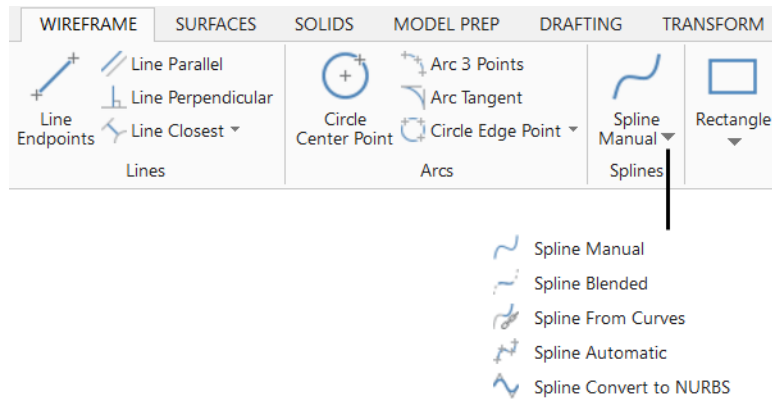 WIREFRAME SURFACES SOLIDS MODEL PREP DRAFTING TRANSFORM
Line Endpoints
Line Parallel
Line Perpendicular
Line Closest
Lines
Circle Center Point
Arc 3 Points
Arc Tangent
Circle Edge Point
Arcs
Spline Manual
Splines
Rectangle
Spline Manual
Spline Blended
Spline From Curves
Spline Automatic
Spline Convert to NURBS